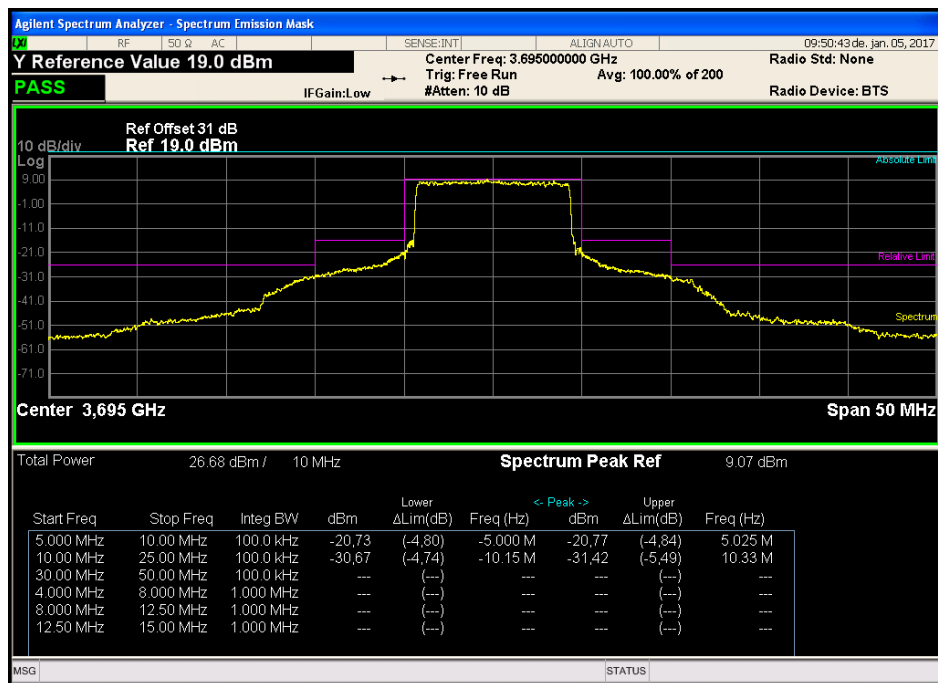 Agilent Spectrum Analyzer - Spectrum Emission Mask
LXI RF 50 Ω AC SENSE:INT ALIGN AUTO 09:50:43 de. jan. 05, 2017
Y Reference Value 19.0 dBm Center Freq: 3.695000000 GHz Radio Std: None
Trig: Free Run Avg: 100.00% of 200
PASS IFGain:Low #Atten: 10 dB Radio Device: BTS
Ref Offset 31 dB
10 dB/div Ref 19.0 dBm
Log Absolute Limit
9.00
-1.00
-11.0
-21.0
Relative Limit
-31.0
-41.0
Spectrum
-51.0
-61.0
-71.0
Center 3,695 GHz Span 50 MHz
Total Power 26.68 dBm / 10 MHz Spectrum Peak Ref 9.07 dBm
Lower <- Peak -> Upper
Start Freq Stop Freq Integ BW dBm ΔLim(dB) Freq (Hz) dBm ΔLim(dB) Freq (Hz)
5.000 MHz 10.00 MHz 100.0 kHz -20,73 (-4,80) -5.000 M -20,77 (-4,84) 5.025 M
10.00 MHz 25.00 MHz 100.0 kHz -30,67 (-4,74) -10.15 M -31,42 (-5,49) 10.33 M
30.00 MHz 50.00 MHz 100.0 kHz --- (---) --- --- (---) ---
4.000 MHz 8.000 MHz 1.000 MHz --- (---) --- --- (---) ---
8.000 MHz 12.50 MHz 1.000 MHz --- (---) --- --- (---) ---
12.50 MHz 15.00 MHz 1.000 MHz --- (---) --- --- (---) ---
MSG STATUS